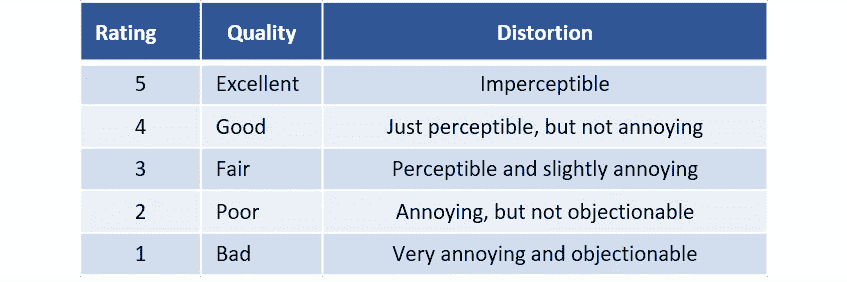 Rating Quality Distortion
5 Excellent Imperceptible
4 Good Just perceptible, but not annoying
3 Fair Perceptible and slightly annoying
2 Poor Annoying, but not objectionable
1 Bad Very annoying and objectionable